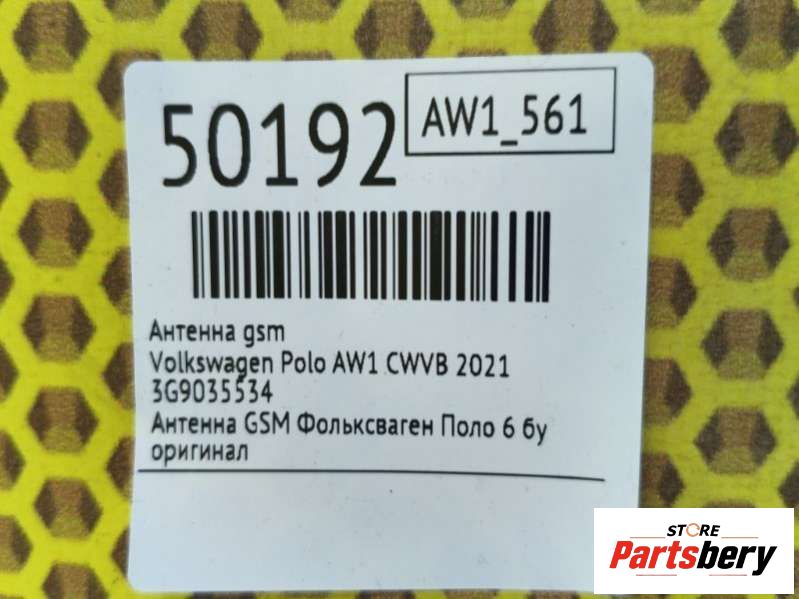 50192
AW1_561
Антенна gsm
Volkswagen Polo AW1 CWVB 2021
3G9035534
Антенна GSM Фольксваген Поло 6 бу
оригинал
STORE
Partsbery